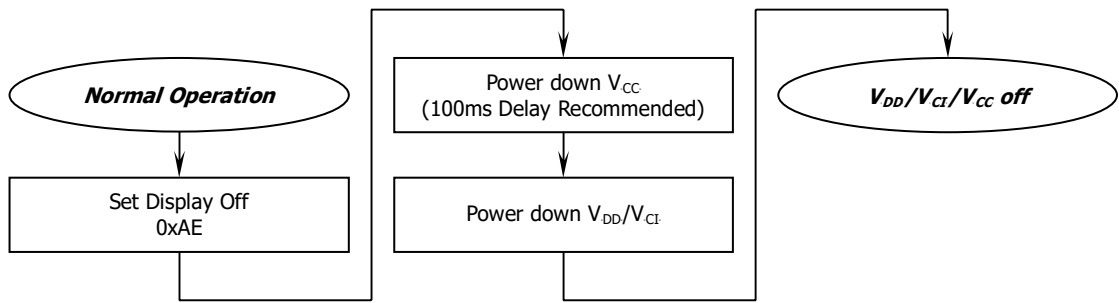 Normal Operation
Set Display Off
0xAE
Power down VCC
(100ms Delay Recommended)
Power down VDD/VCI
VDD/VCI/VCC off